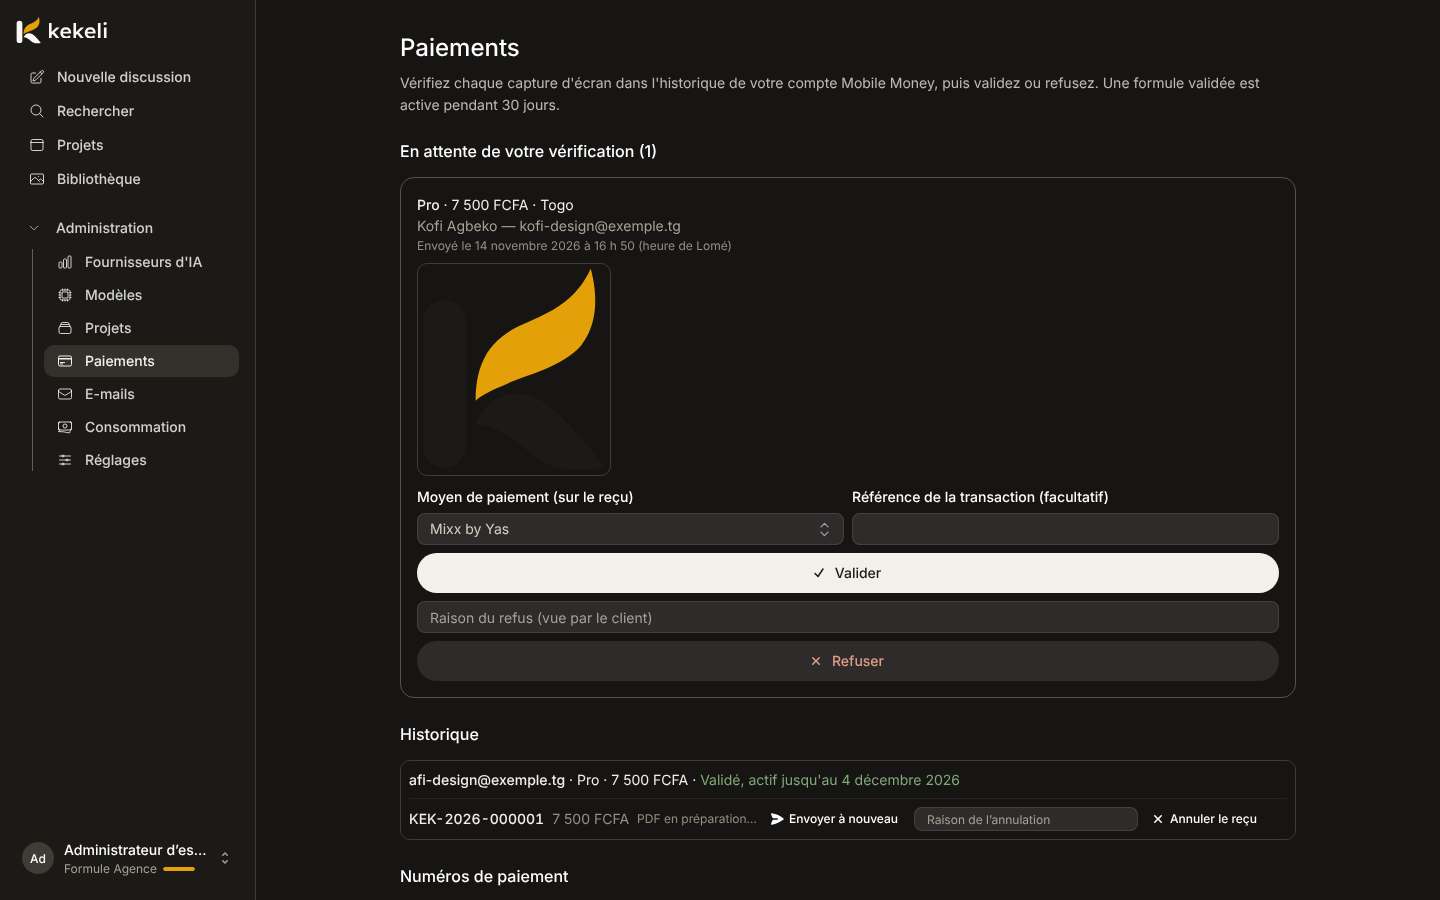 kekeli
Nouvelle discussion
Rechercher
Projets
Bibliothèque
Administration
Fournisseurs d'IA
Modèles
Projets
Paiements
E-mails
Consommation
Réglages
Ad
Administrateur d’es...
Formule Agence
Paiements
Vérifiez chaque capture d'écran dans l'historique de votre compte Mobile Money, puis validez ou refusez. Une formule validée est
active pendant 30 jours.
En attente de votre vérification (1)
Pro · 7 500 FCFA · Togo
Kofi Agbeko — kofi-design@exemple.tg
Envoyé le 14 novembre 2026 à 16 h 50 (heure de Lomé)
Moyen de paiement (sur le reçu)
Référence de la transaction (facultatif)
Mixx by Yas
Valider
Raison du refus (vue par le client)
Refuser
Historique
afi-design@exemple.tg · Pro · 7 500 FCFA · Validé, actif jusqu'au 4 décembre 2026
KEK-2026-000001 7 500 FCFA PDF en préparation... Envoyer à nouveau Raison de l’annulation Annuler le reçu
Numéros de paiement